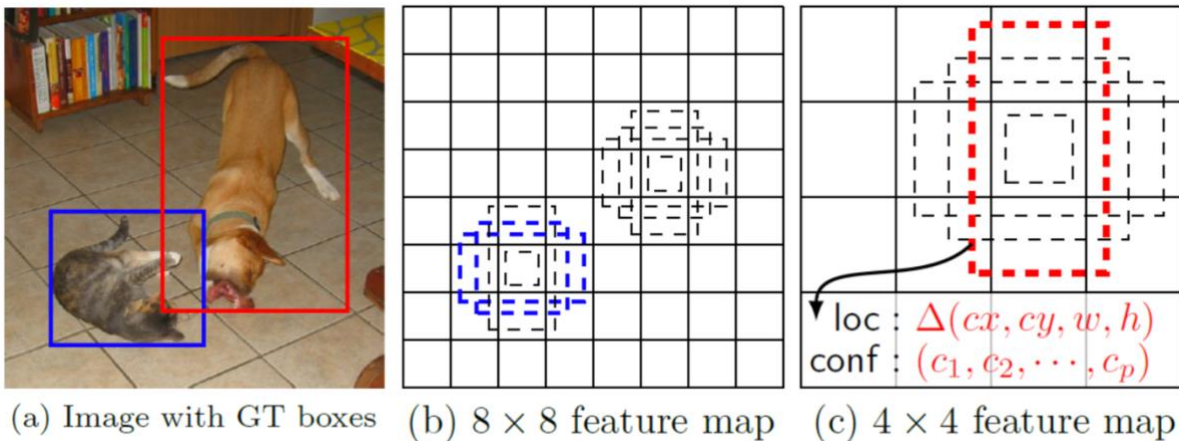 loc : Δ(cx, cy, w, h)
conf : (c₁, c₂, ⋯, cₚ)
(a) Image with GT boxes
(b) 8 × 8 feature map
(c) 4 × 4 feature map